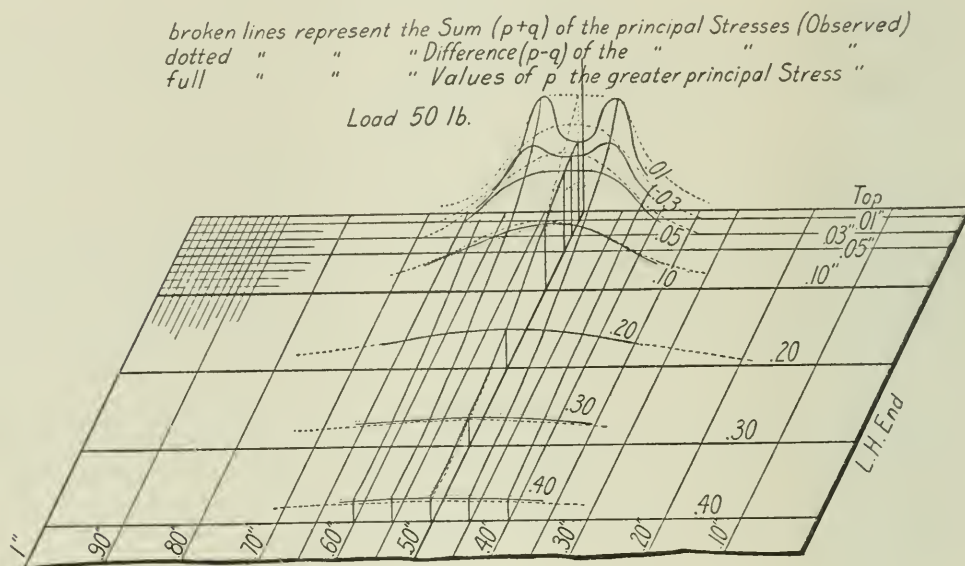 broken lines represent the Sum (p+q) of the principal Stresses (Observed)
dotted " " " Difference (p-q) of the " " "
full " " " Values of p the greater principal Stress "
Load 50 lb.
.01
.03
.05
.10
.20
.30
.40
Top
.01"
.03"
.05"
.10"
.20
.30
.40
L.H. End
1" .90" .80" .70" .60" .50" .40" .30" .20" .10"